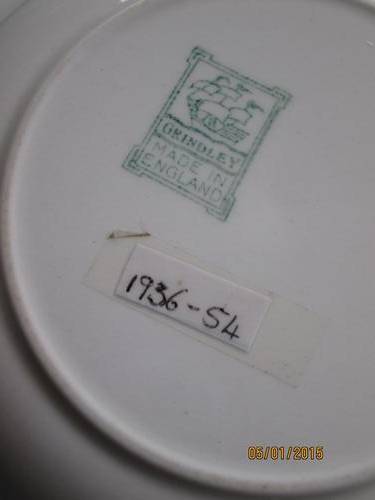 GRINDLEY
MADE IN
ENGLAND
1936-54
05/01/2015